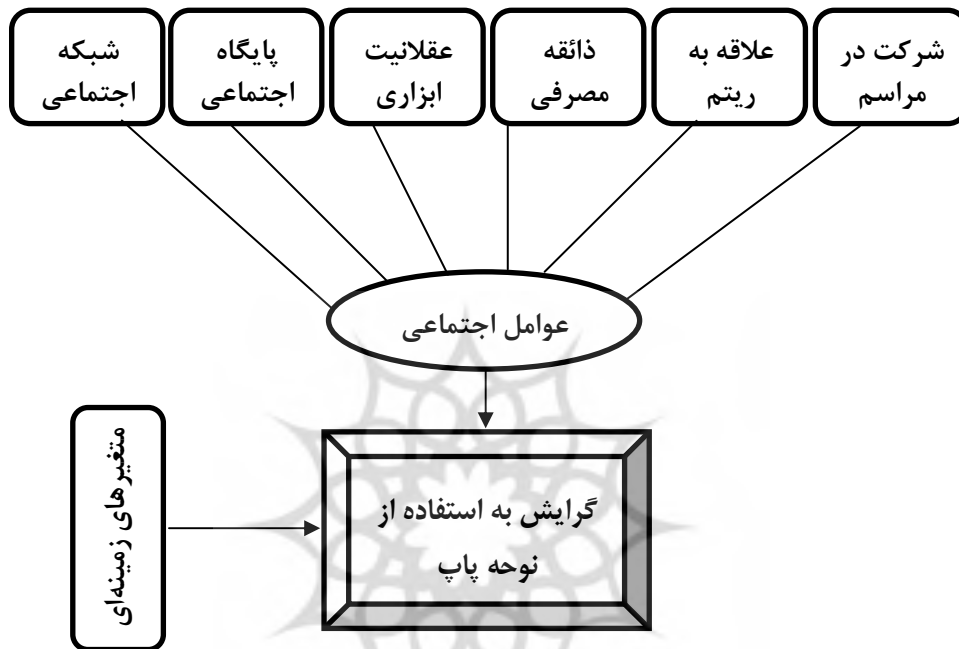 شرکت در
مراسم
علاقه به
ریتم
ذائقه
مصرفی
عقلانیت
ابزاری
پایگاه
اجتماعی
شبکه
اجتماعی
عوامل اجتماعی
گرایش به استفاده از
نوحه پاپ
متغیرهای زمینه‌ای